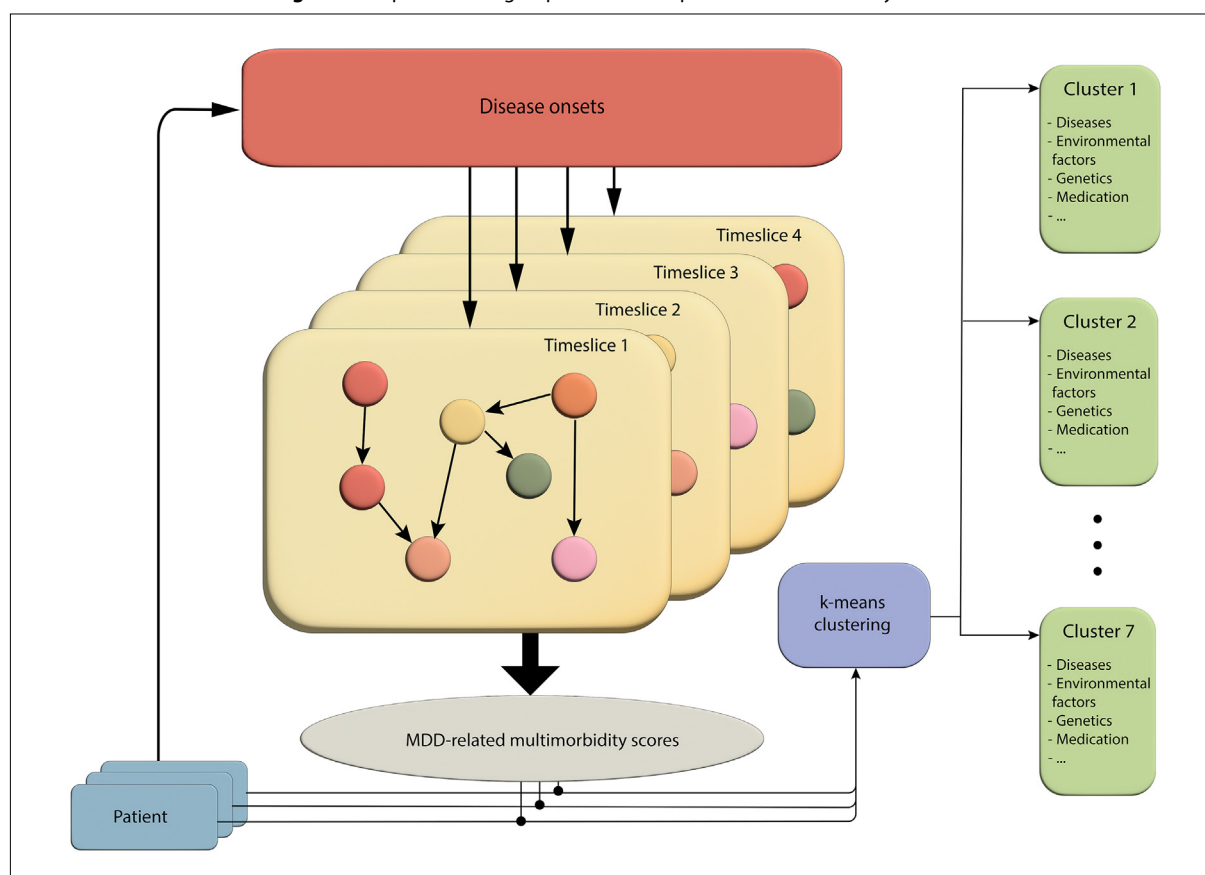 Disease onsets
Timeslice 4
Timeslice 3
Timeslice 2
Timeslice 1
MDD-related multimorbidity scores
Patient
k-means
clustering
Cluster 1
- Diseases
- Environmental
factors
- Genetics
- Medication
- ...
Cluster 2
- Diseases
- Environmental
factors
- Genetics
- Medication
- ...
Cluster 7
- Diseases
- Environmental
factors
- Genetics
- Medication
- ...